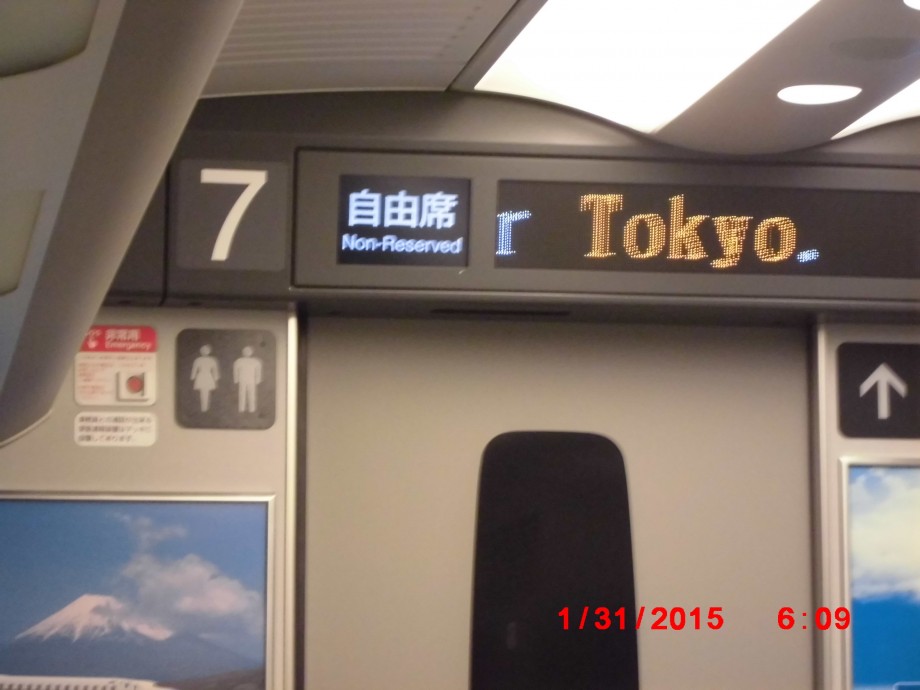 7
自由席
Non-Reserved
r Tokyo.
非常用
Emergency
1/31/2015 6:09